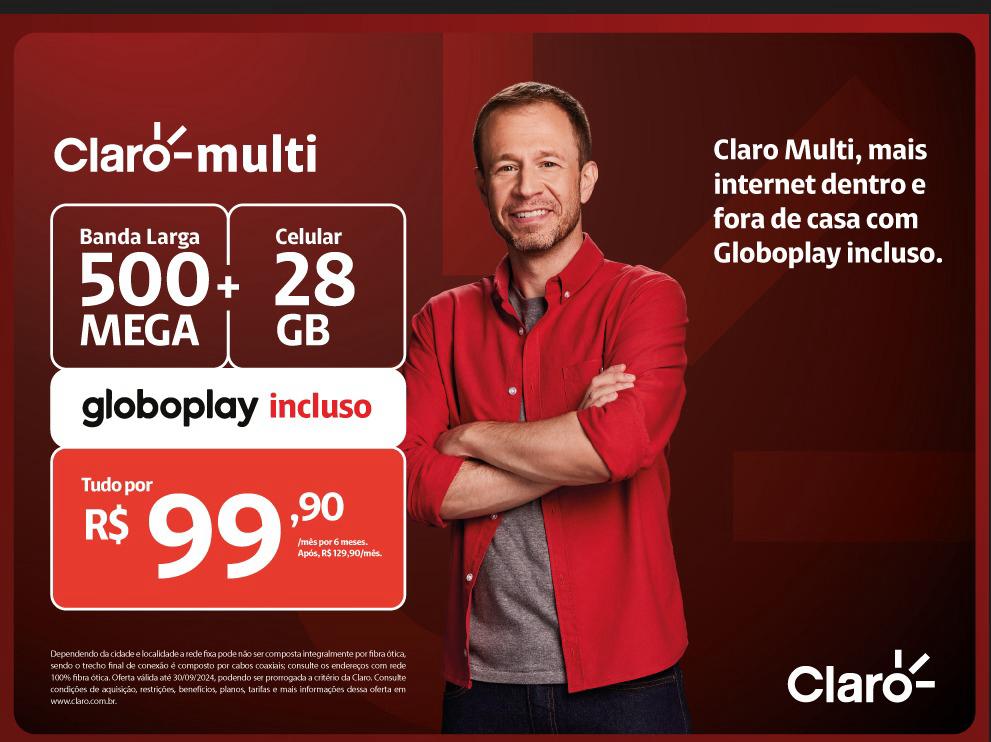 Claro-multi
Banda Larga
500
MEGA
+
Celular
28
GB
globoplay incluso
Tudo por
R$ 99,90
/mês por 6 meses.
Após, R$ 129,90/mês.
Dependendo da cidade e localidade a rede fixa pode não ser composta integralmente por fibra ótica,
sendo o trecho final de conexão é composto por cabos coaxiais; consulte os endereços com rede
100% fibra ótica. Oferta válida até 30/09/2024, podendo ser prorrogada a critério da Claro. Consulte
condições de aquisição, restrições, benefícios, planos, tarifas e mais informações dessa oferta em
www.claro.com.br.
Claro Multi, mais
internet dentro e
fora de casa com
Globoplay incluso.
Claro